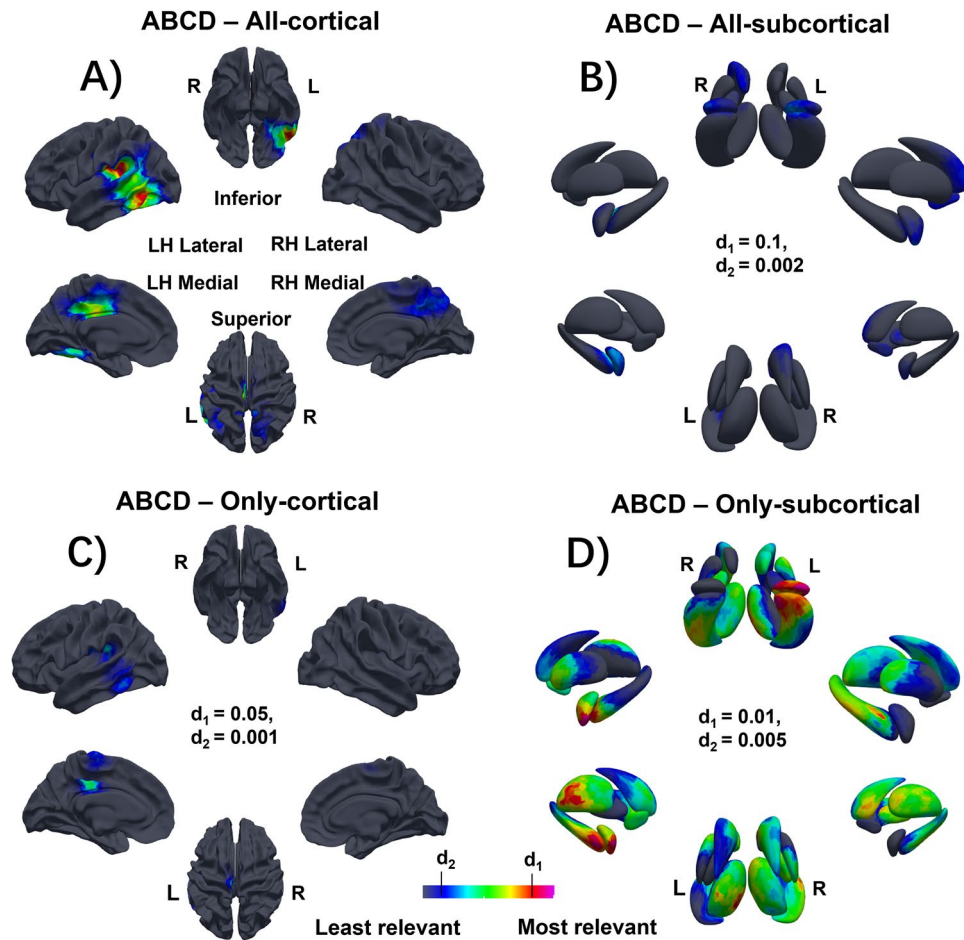 ABCD – All-cortical
A)
R
L
Inferior
LH Lateral
RH Lateral
LH Medial
RH Medial
Superior
L
R
ABCD – All-subcortical
B)
R
L
d₁ = 0.1,
d₂ = 0.002
L
R
ABCD – Only-cortical
C)
R
L
d₁ = 0.05,
d₂ = 0.001
L
R
ABCD – Only-subcortical
D)
R
L
d₁ = 0.01,
d₂ = 0.005
L
R
d₂
d₁
Least relevant
Most relevant